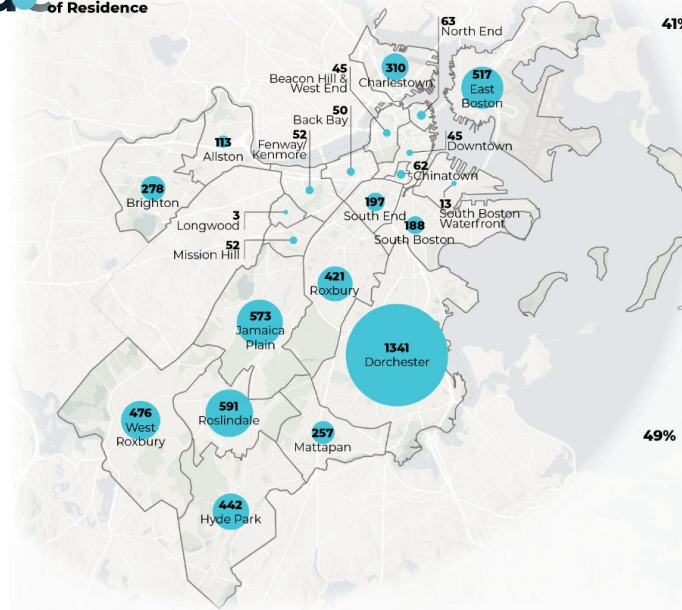 of Residence
41%
63
North End
310
Charlestown
517
East
Boston
45
Beacon Hill &
West End
50
Back Bay
52
Fenway/
Kenmore
113
Allston
45
Downtown
62
Chinatown
278
Brighton
197
South End
13
South Boston
Waterfront
3
Longwood
188
South Boston
52
Mission Hill
421
Roxbury
573
Jamaica
Plain
1341
Dorchester
476
West
Roxbury
591
Roslindale
257
Mattapan
49%
442
Hyde Park